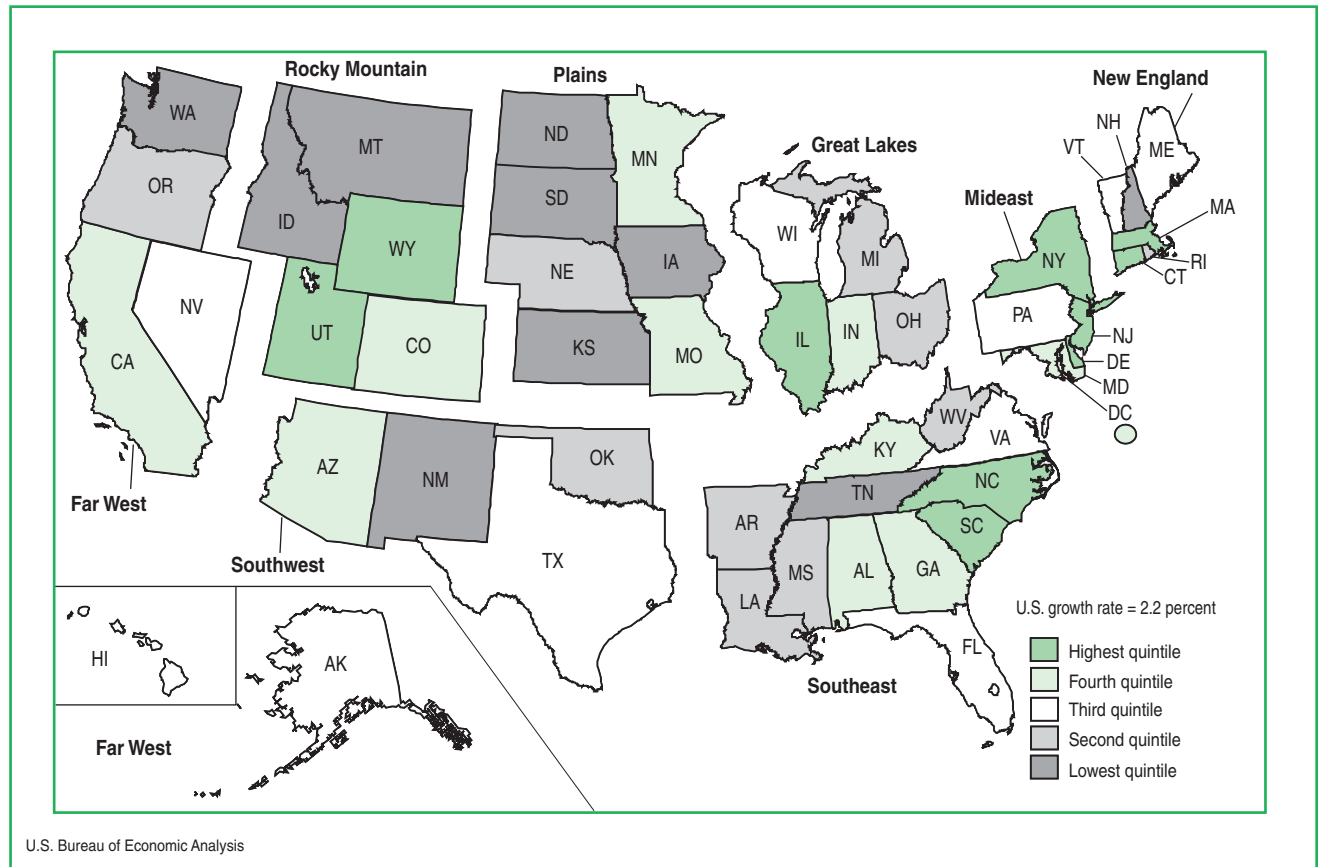 Rocky Mountain
Plains
New England
Great Lakes
Mideast
WA
OR
MT
ID
WY
NV
UT
CO
CA
ND
SD
MN
NE
IA
KS
MO
WI
MI
IL
IN
OH
VT
NH
ME
MA
RI
CT
NY
PA
NJ
DE
MD
DC
Far West
AZ
NM
OK
TX
Southwest
KY
WV
VA
TN
NC
SC
AR
LA
MS
AL
GA
FL
Southeast
HI
AK
Far West
U.S. growth rate = 2.2 percent
Highest quintile
Fourth quintile
Third quintile
Second quintile
Lowest quintile
U.S. Bureau of Economic Analysis